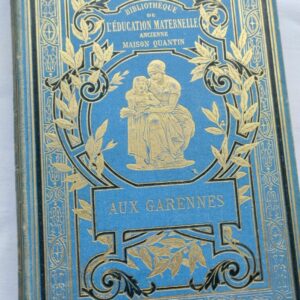 BIBLIOTHÈQUE
DE
L'ÉDUCATION MATERNELLE
ANCIENNE
MAISON QUANTIN
AUX GARENNES